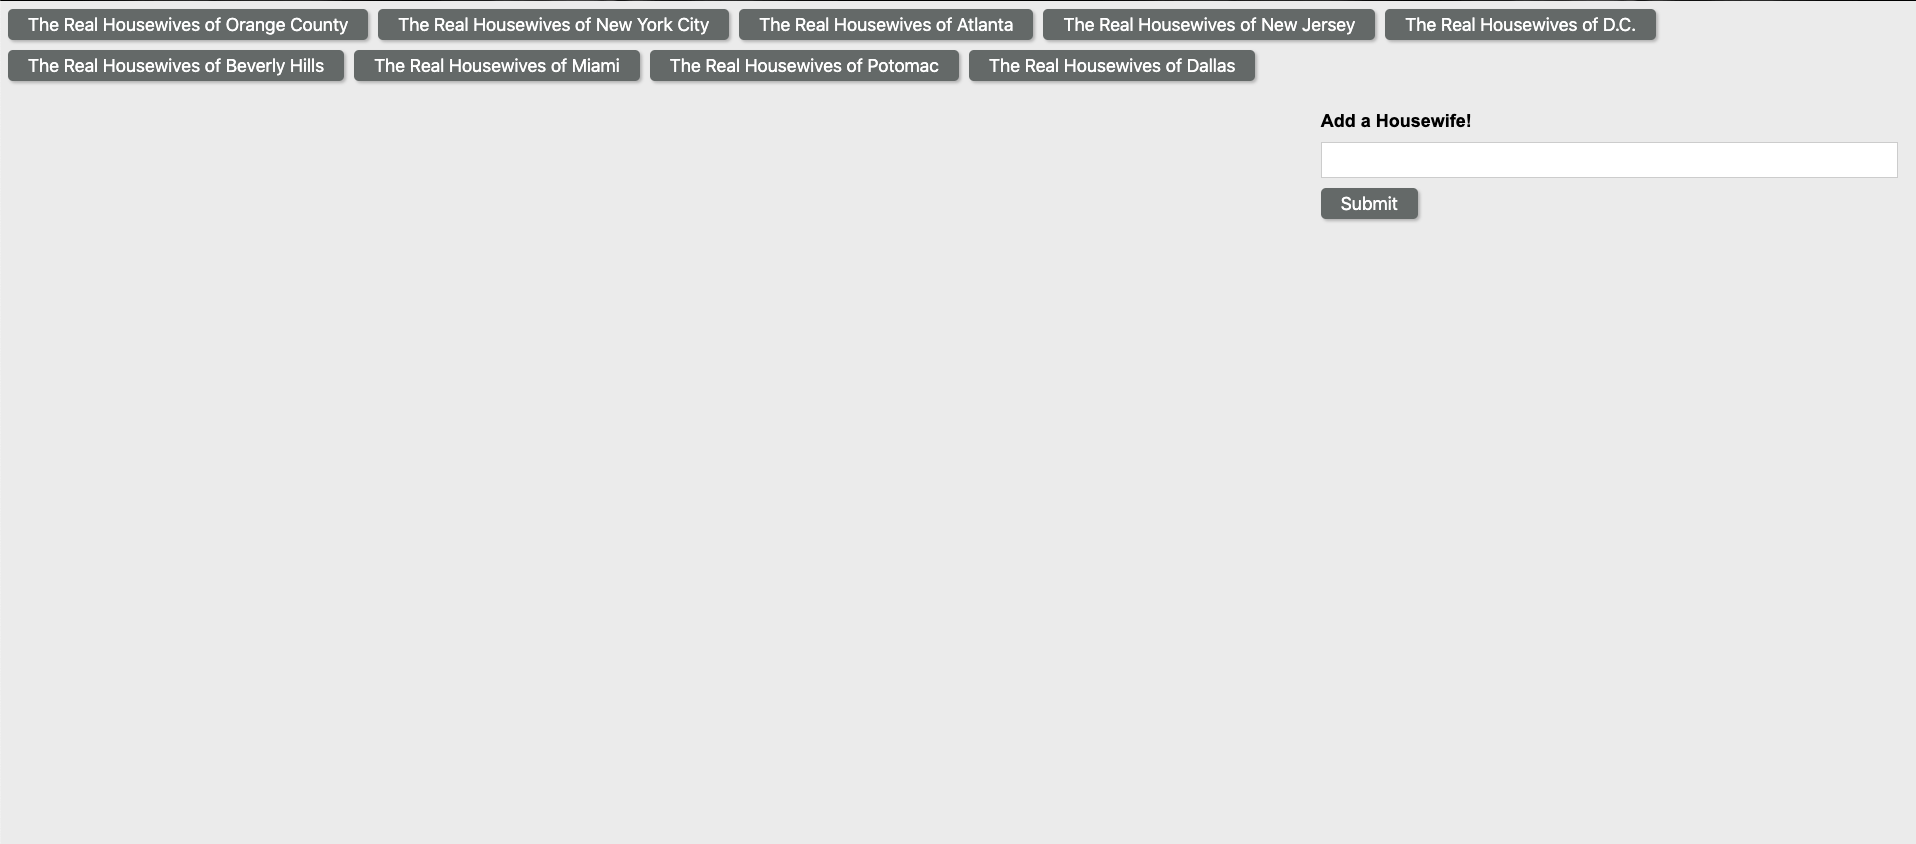 The Real Housewives of Orange County The Real Housewives of New York City The Real Housewives of Atlanta The Real Housewives of New Jersey The Real Housewives of D.C.
The Real Housewives of Beverly Hills The Real Housewives of Miami The Real Housewives of Potomac The Real Housewives of Dallas
Add a Housewife!
Submit